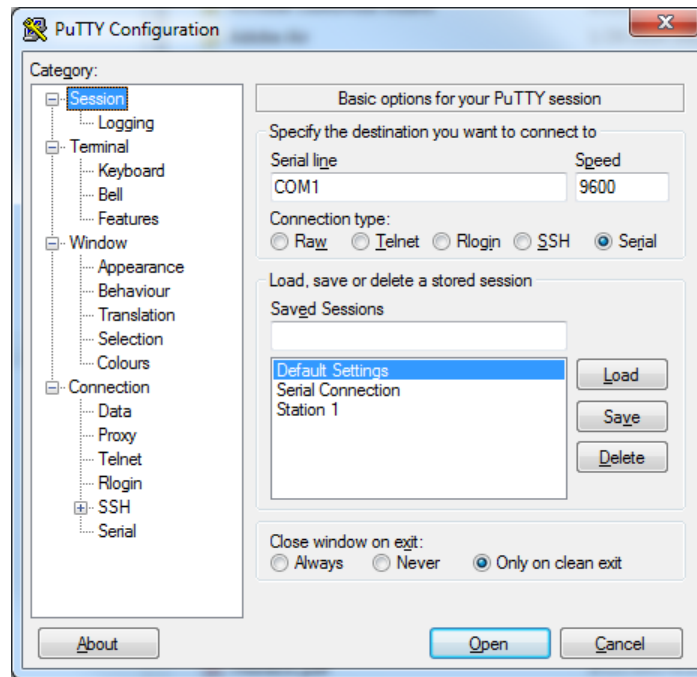 PuTTY Configuration
Category:
Session
Logging
Terminal
Keyboard
Bell
Features
Window
Appearance
Behaviour
Translation
Selection
Colours
Connection
Data
Proxy
Telnet
Rlogin
SSH
Serial
Basic options for your PuTTY session
Specify the destination you want to connect to
Serial line Speed
COM1 9600
Connection type:
Raw Telnet Rlogin SSH Serial
Load, save or delete a stored session
Saved Sessions
Default Settings
Serial Connection
Station 1
Load
Save
Delete
Close window on exit:
Always Never Only on clean exit
About Open Cancel